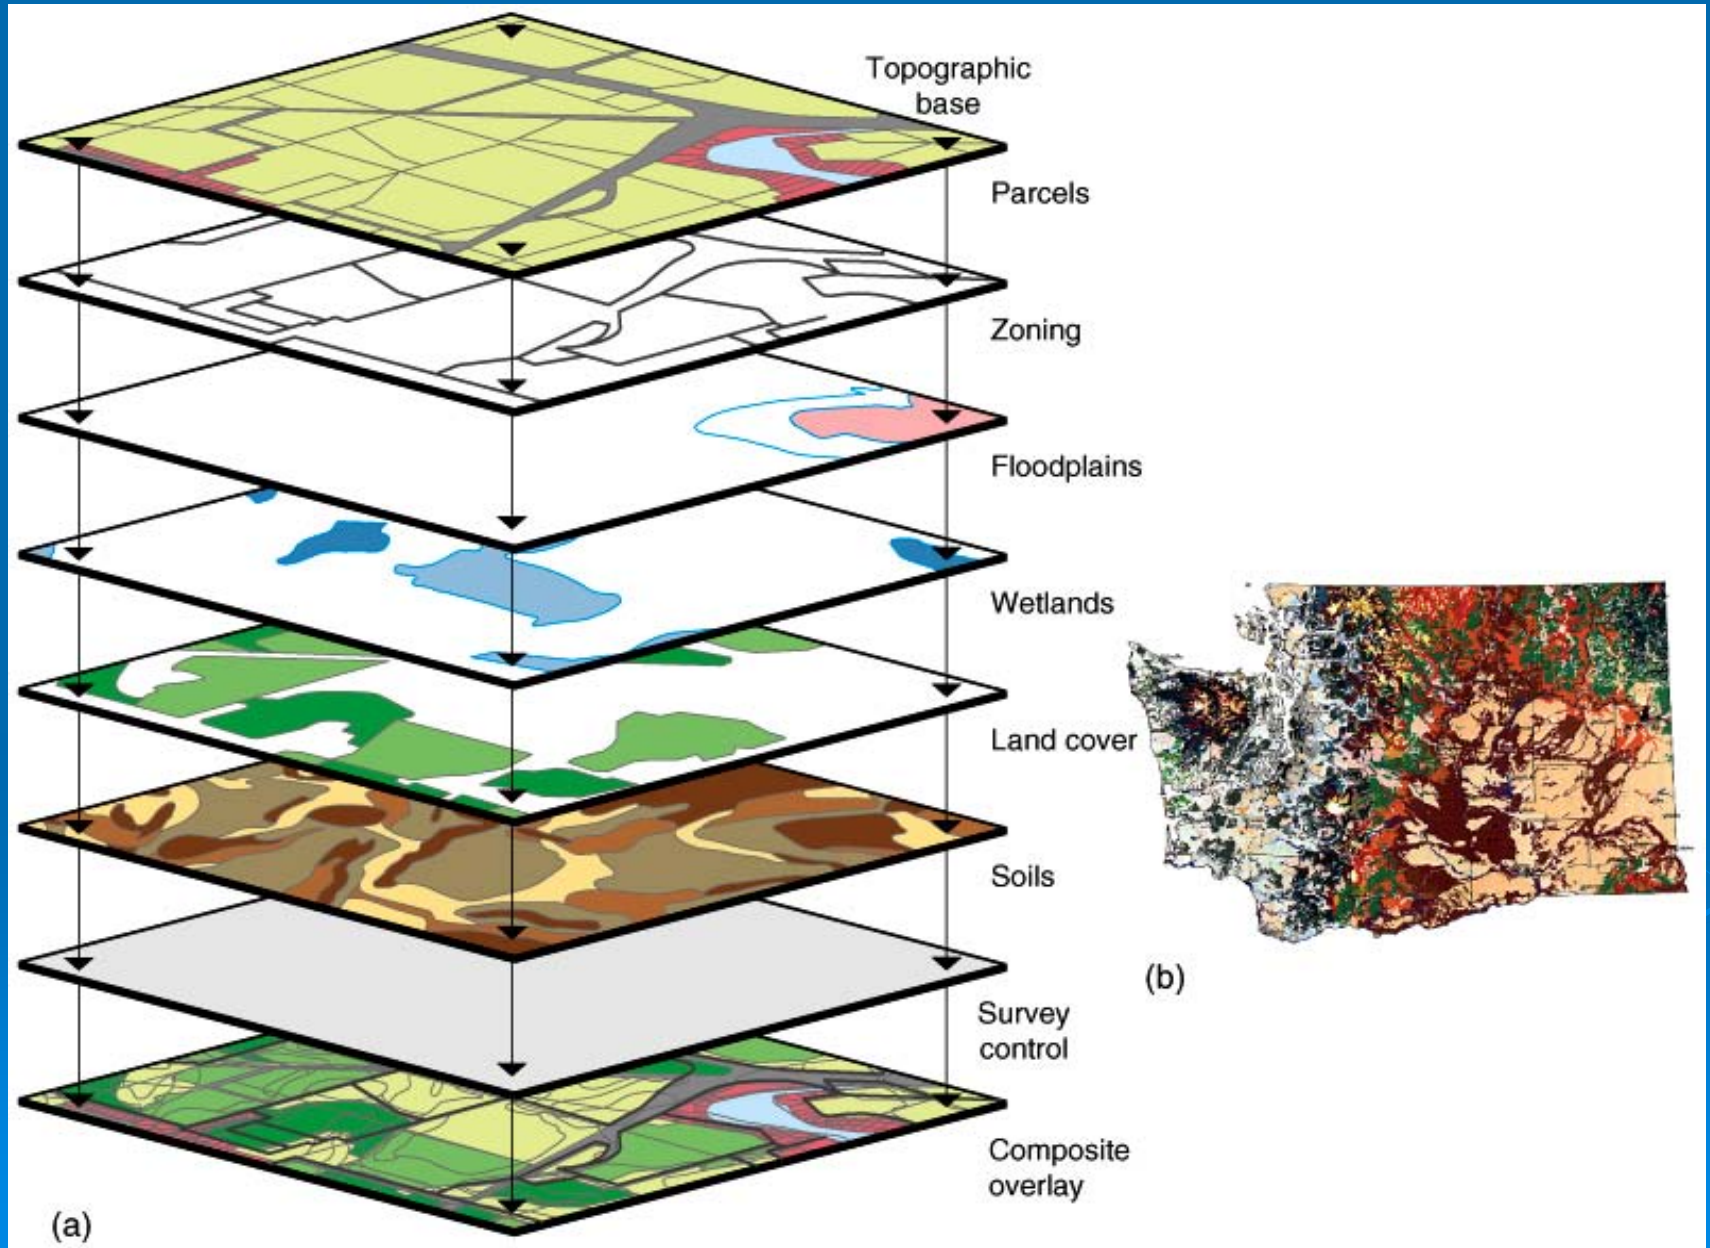 Topographic
base
Parcels
Zoning
Floodplains
Wetlands
Land cover
Soils
Survey
control
Composite
overlay
(a)
(b)